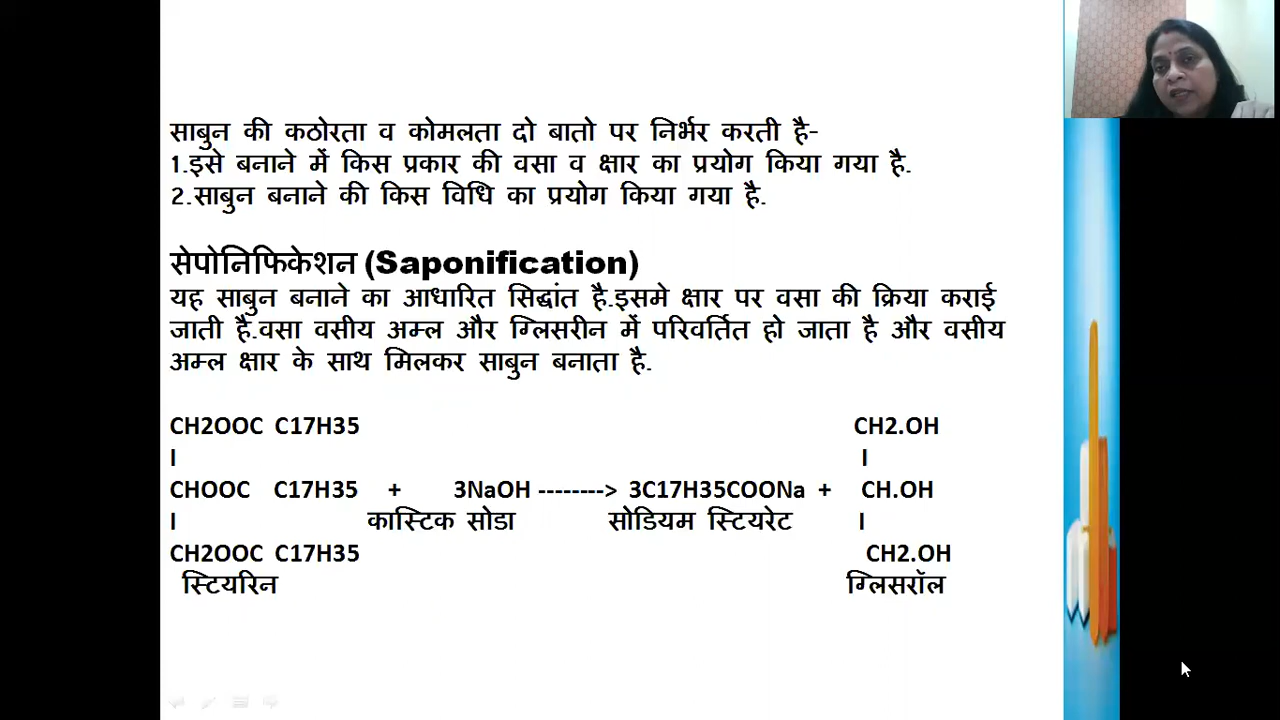 साबुन की कठोरता व कोमलता दो बातो पर निर्भर करती है-
1.इसे बनाने में किस प्रकार की वसा व क्षार का प्रयोग किया गया है.
2.साबुन बनाने की किस विधि का प्रयोग किया गया है.
सेपोनिफिकेशन (Saponification)
यह साबुन बनाने का आधारित सिद्धांत है.इसमे क्षार पर वसा की क्रिया कराई
जाती है.वसा वसीय अम्ल और ग्लिसरीन में परिवर्तित हो जाता है और वसीय
अम्ल क्षार के साथ मिलकर साबुन बनाता है.
CH2OOC C17H35 CH2.OH
I I
CHOOC C17H35 + 3NaOH --------> 3C17H35COONa + CH.OH
I कास्टिक सोडा सोडियम स्टियरेट I
CH2OOC C17H35 CH2.OH
स्टियरिन ग्लिसरॉल